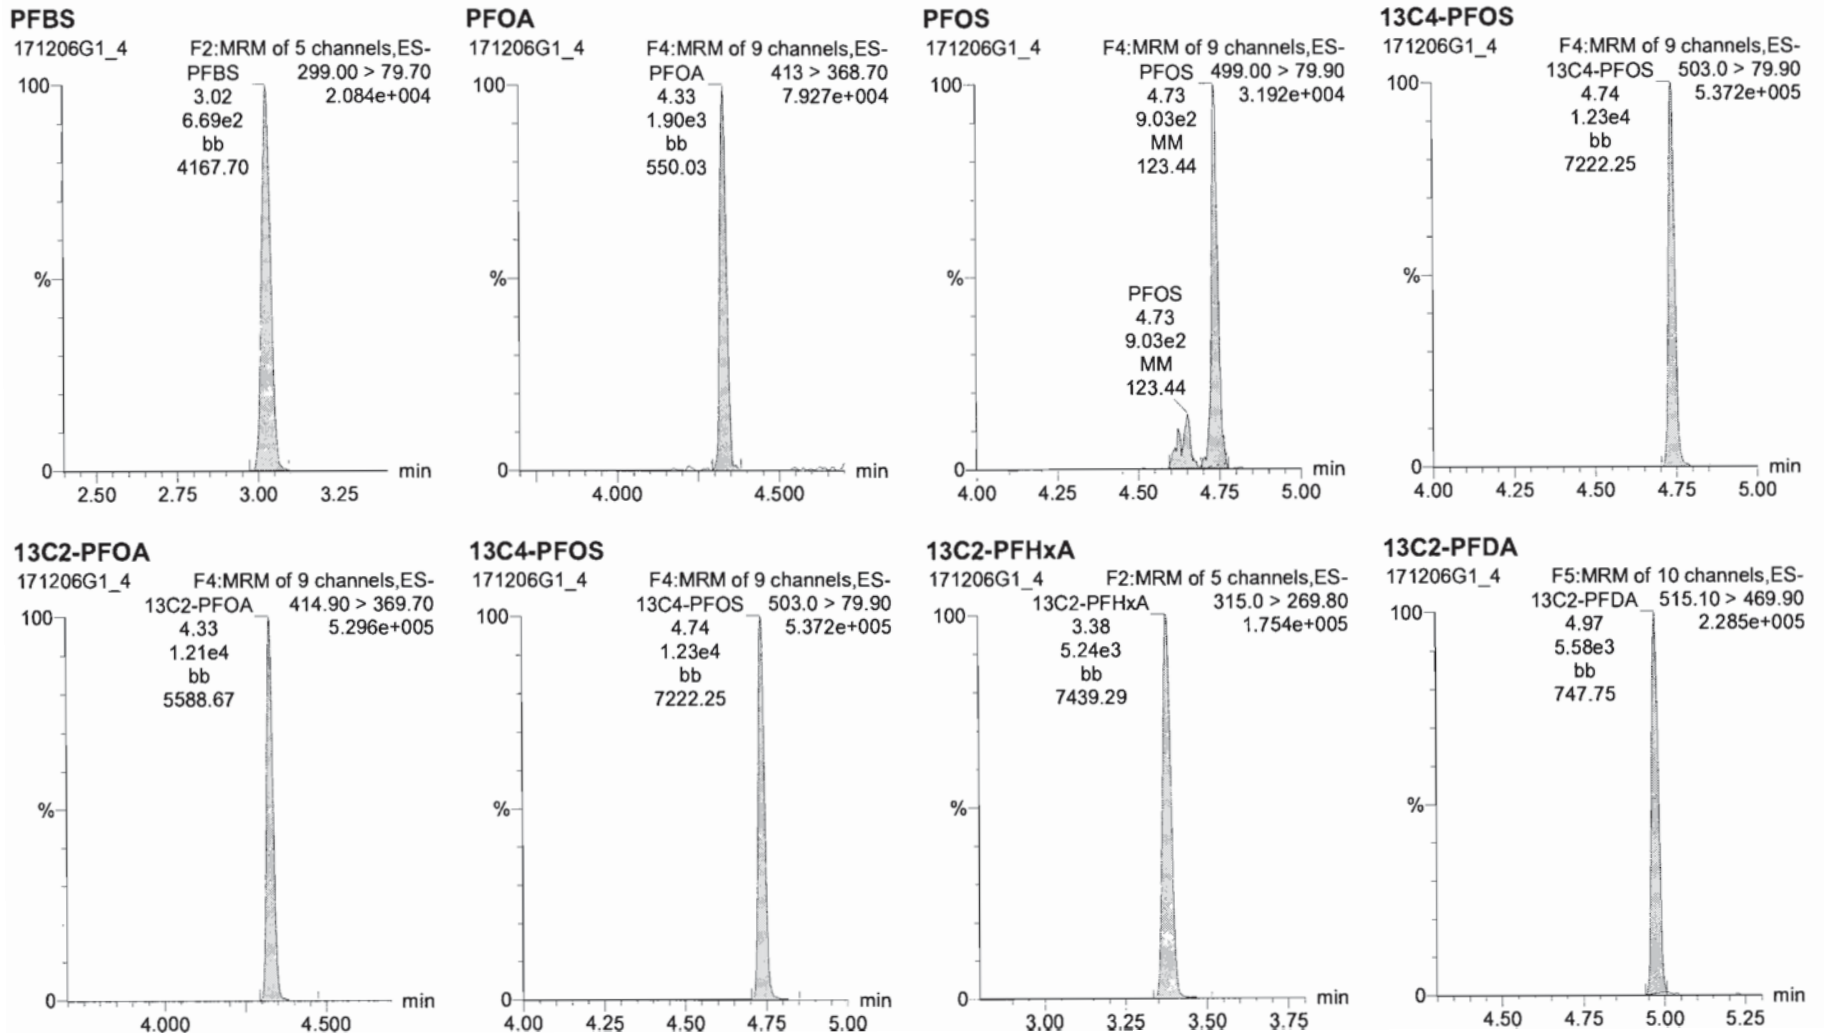 PFBS
171206G1_4
F2:MRM of 5 channels,ES-
PFBS 299.00 > 79.70
3.02 2.084e+004
6.69e2
bb
4167.70
100
%
0
min
2.50 2.75 3.00 3.25
PFOA
171206G1_4
F4:MRM of 9 channels,ES-
PFOA 413 > 368.70
4.33 7.927e+004
1.90e3
bb
550.03
100
%
0
min
4.000 4.500
PFOS
171206G1_4
F4:MRM of 9 channels,ES-
PFOS 499.00 > 79.90
4.73 3.192e+004
9.03e2
MM
123.44
100
PFOS
4.73
9.03e2
MM
123.44
%
0
min
4.00 4.25 4.50 4.75 5.00
13C4-PFOS
171206G1_4
F4:MRM of 9 channels,ES-
13C4-PFOS 503.0 > 79.90
4.74 5.372e+005
1.23e4
bb
7222.25
100
%
0
min
4.00 4.25 4.50 4.75 5.00
13C2-PFOA
171206G1_4
F4:MRM of 9 channels,ES-
13C2-PFOA 414.90 > 369.70
4.33 5.296e+005
1.21e4
bb
5588.67
100
%
0
min
4.000 4.500
13C4-PFOS
171206G1_4
F4:MRM of 9 channels,ES-
13C4-PFOS 503.0 > 79.90
4.74 5.372e+005
1.23e4
bb
7222.25
100
%
0
min
4.00 4.25 4.50 4.75 5.00
13C2-PFHxA
171206G1_4
F2:MRM of 5 channels,ES-
13C2-PFHxA 315.0 > 269.80
3.38 1.754e+005
5.24e3
bb
7439.29
100
%
0
min
3.00 3.25 3.50 3.75
13C2-PFDA
171206G1_4
F5:MRM of 10 channels,ES-
13C2-PFDA 515.10 > 469.90
4.97 2.285e+005
5.58e3
bb
747.75
100
%
0
min
4.50 4.75 5.00 5.25